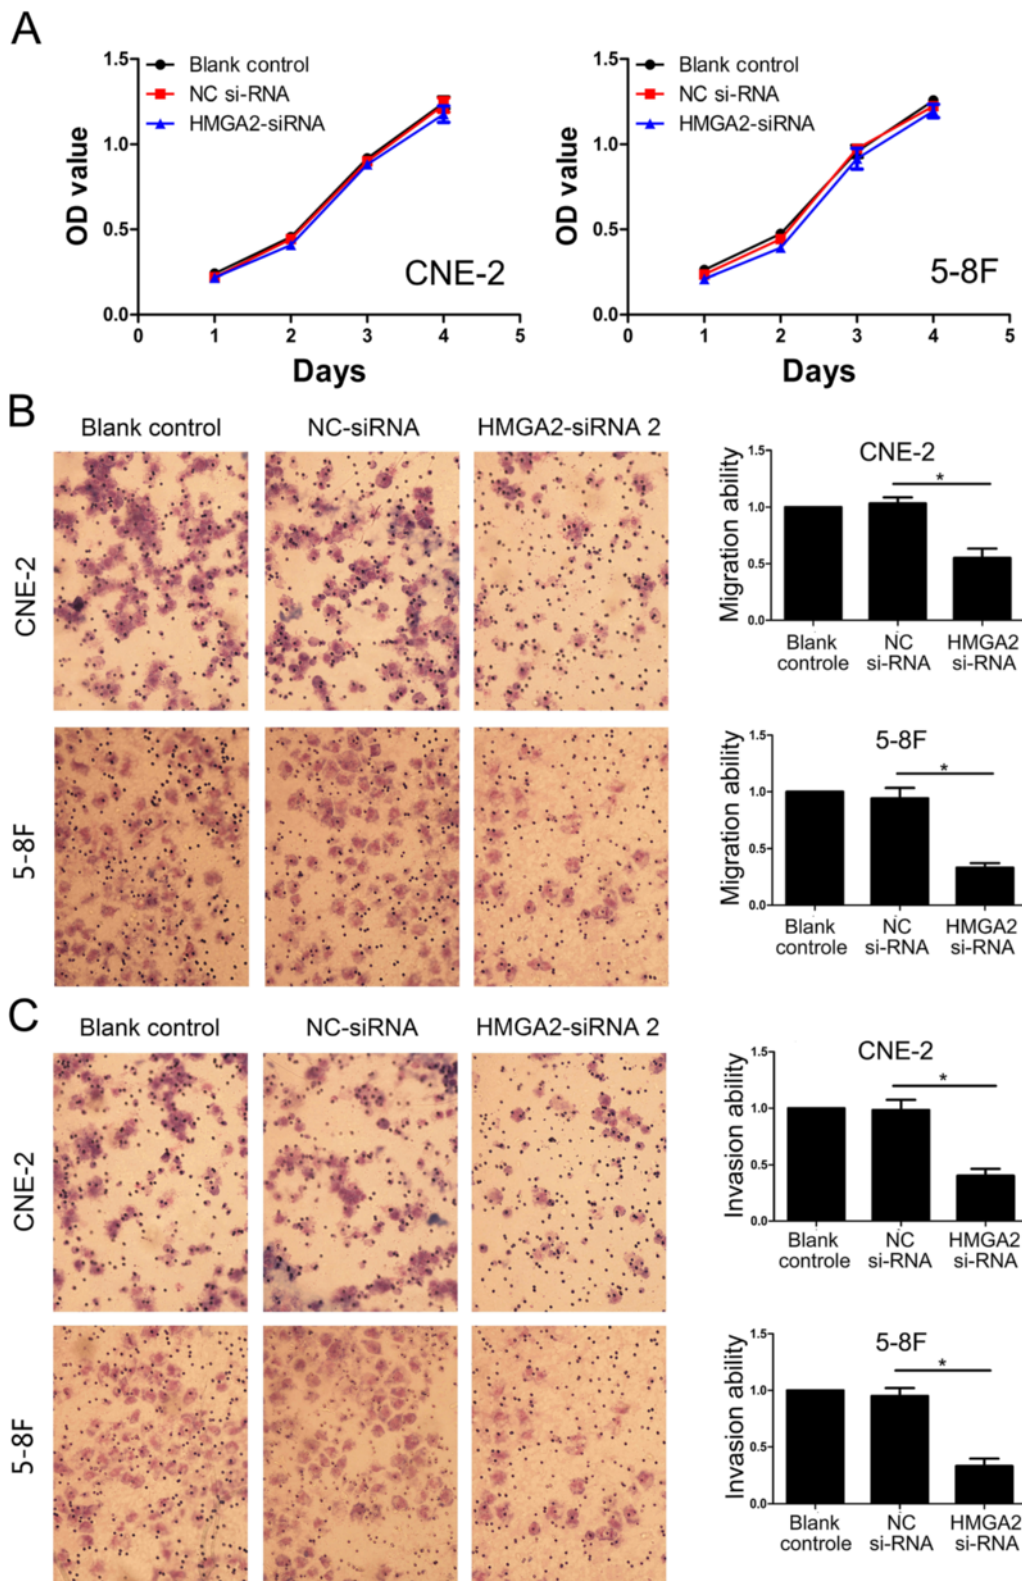 A
1.5
1.0
0.5
0.0
OD value
Blank control
NC si-RNA
HMGA2-siRNA
CNE-2
0 1 2 3 4 5
Days
1.5
1.0
0.5
0.0
OD value
Blank control
NC si-RNA
HMGA2-siRNA
5-8F
0 1 2 3 4 5
Days
B
Blank control NC-siRNA HMGA2-siRNA 2
CNE-2
5-8F
CNE-2
Migration ability
1.5
1.0
0.5
0.0
*
Blank NC HMGA2
controle si-RNA si-RNA
5-8F
Migration ability
1.5
1.0
0.5
0.0
*
Blank NC HMGA2
controle si-RNA si-RNA
C
Blank control NC-siRNA HMGA2-siRNA 2
CNE-2
5-8F
CNE-2
Invasion ability
1.5
1.0
0.5
0.0
*
Blank NC HMGA2
controle si-RNA si-RNA
5-8F
Invasion ability
1.5
1.0
0.5
0.0
*
Blank NC HMGA2
controle si-RNA si-RNA